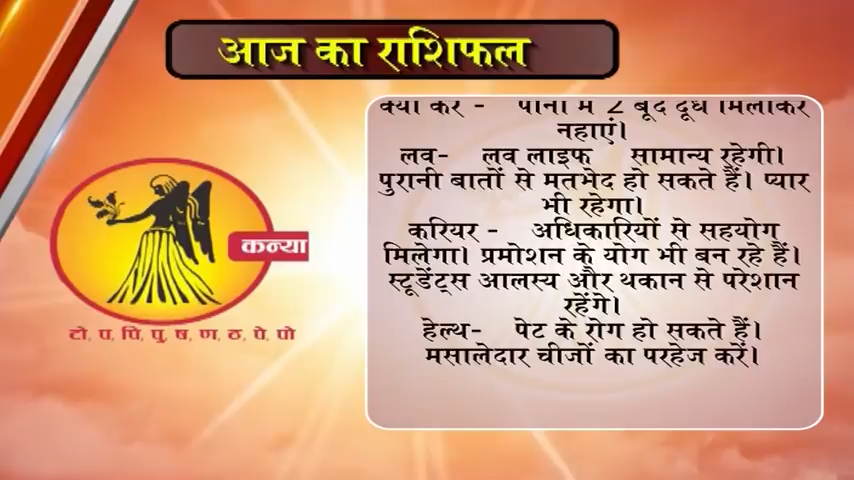 आज का राशिफल
क्या करें - पानी में 2 बूंद दूध मिलाकर
नहाएं।
लव- लव लाइफ सामान्य रहेगी।
पुरानी बातों से मतभेद हो सकते हैं। प्यार
भी रहेगा।
करियर - अधिकारियों से सहयोग
मिलेगा। प्रमोशन के योग भी बन रहे हैं।
स्टूडेंट्स आलस्य और थकान से परेशान
रहेंगे।
हेल्थ- पेट के रोग हो सकते हैं।
मसालेदार चीजों का परहेज करें।
कन्या
टो, प, पि, पु, ष, ण, ठ, पे, पो